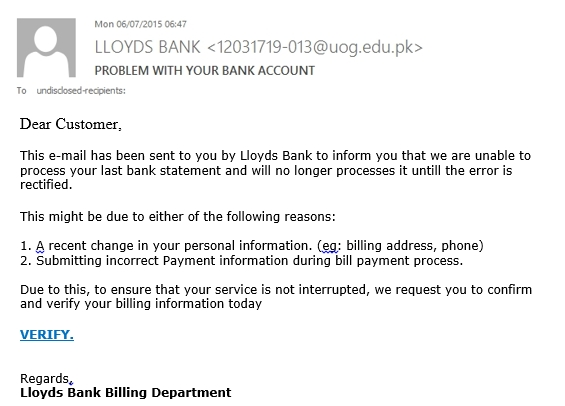 Mon 06/07/2015 06:47
LLOYDS BANK <12031719-013@uog.edu.pk>
PROBLEM WITH YOUR BANK ACCOUNT
To undisclosed-recipients:
Dear Customer,
This e-mail has been sent to you by Lloyds Bank to inform you that we are unable to
process your last bank statement and will no longer processes it untill the error is
rectified.
This might be due to either of the following reasons:
1. A recent change in your personal information. (eg: billing address, phone)
2. Submitting incorrect Payment information during bill payment process.
Due to this, to ensure that your service is not interrupted, we request you to confirm
and verify your billing information today
VERIFY.
Regards,
Lloyds Bank Billing Department